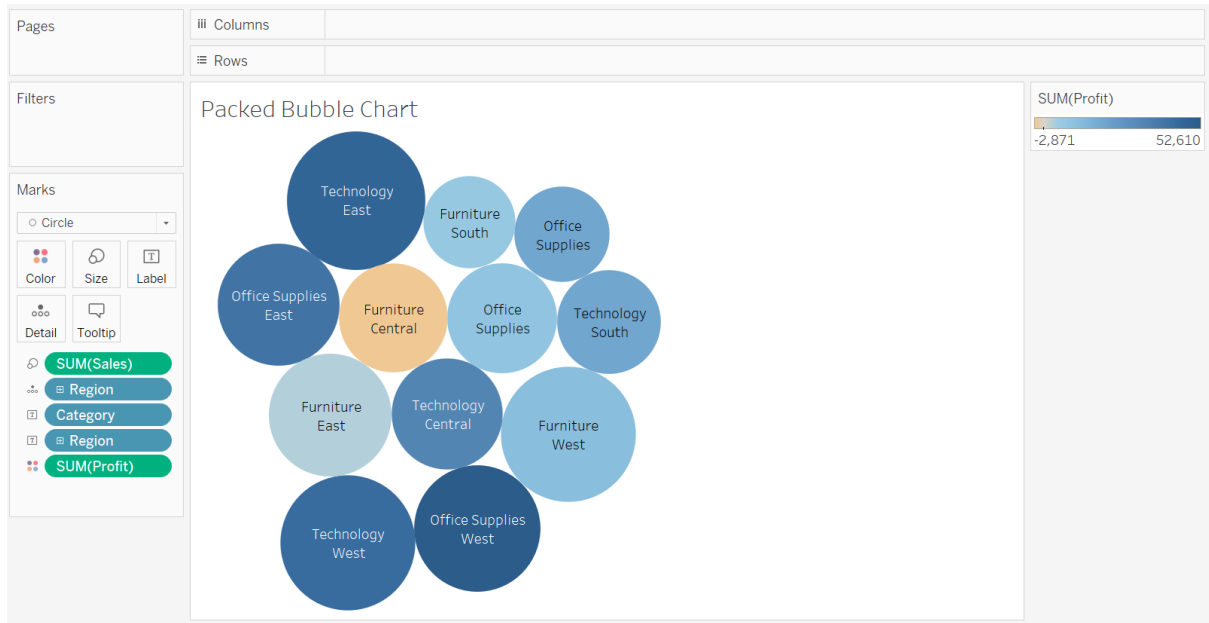 Pages
Columns
Rows
Filters
Marks
Circle
Color
Size
Label
T
Detail
Tooltip
SUM(Sales)
Region
Category
T
Region
T
SUM(Profit)
Packed Bubble Chart
Technology
East
Furniture
South
Office
Supplies
Office Supplies
East
Furniture
Central
Office
Supplies
Technology
South
Furniture
East
Technology
Central
Furniture
West
Technology
West
Office Supplies
West
SUM(Profit)
-2,871
52,610